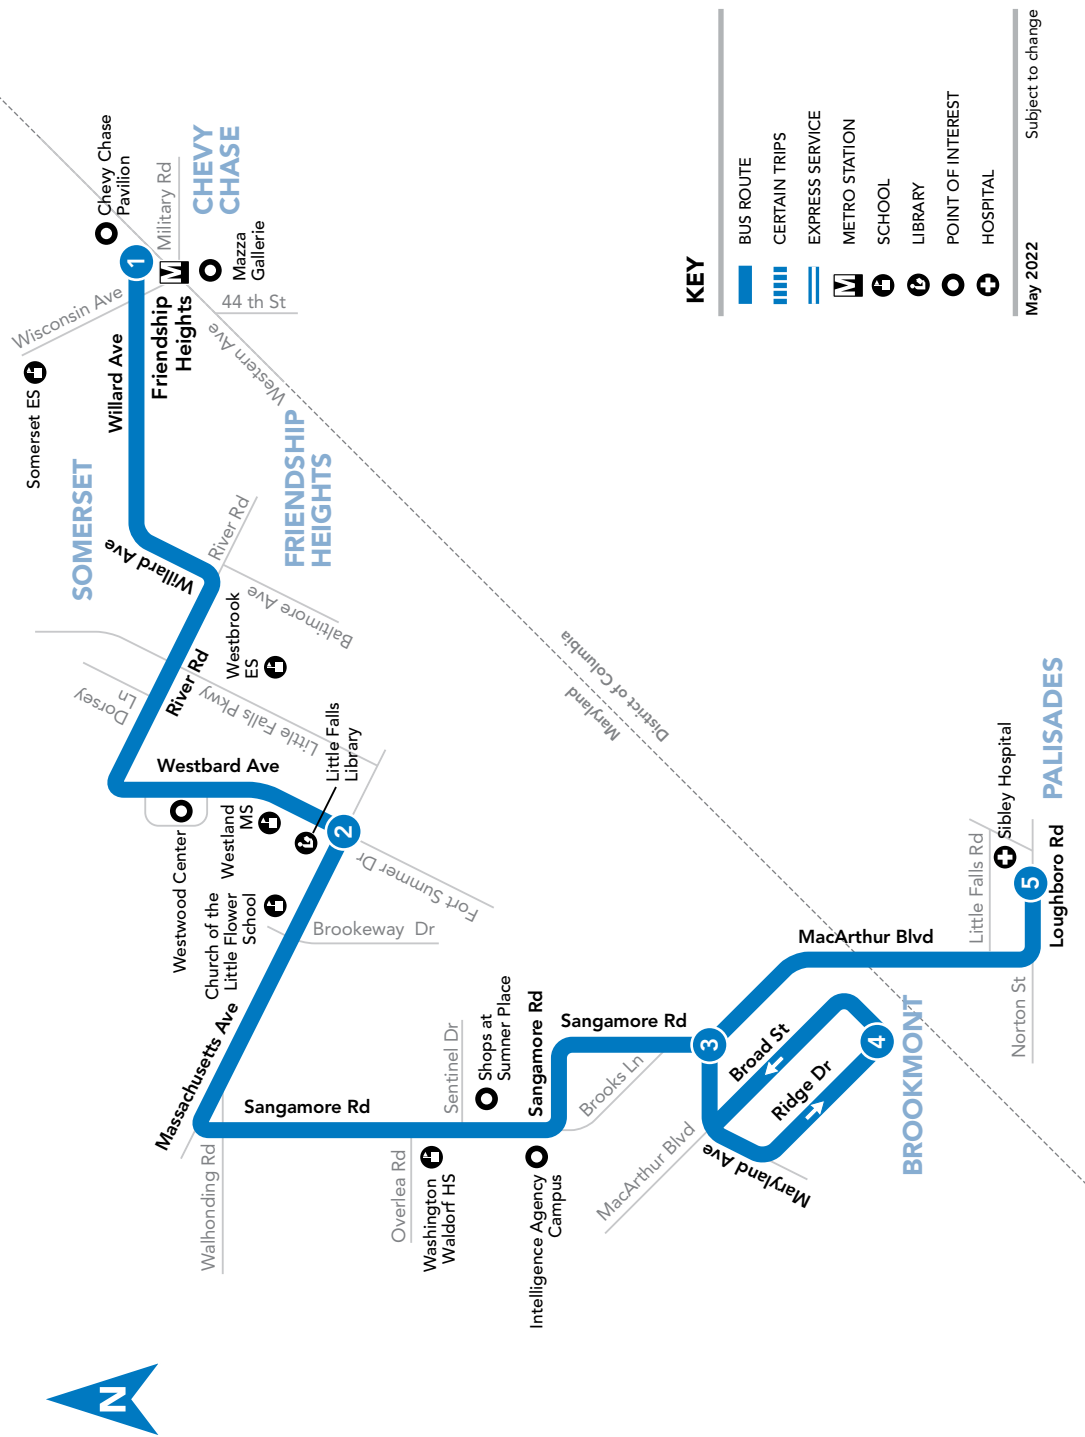 N
Chevy Chase
Pavilion
Military Rd
CHEVY
CHASE
Mazza
Gallerie
44 th St
Wisconsin Ave
1
M
Friendship
Heights
Willard Ave
Somerset ES
Western Ave
SOMERSET
FRIENDSHIP
HEIGHTS
Willard Ave
River Rd
Baltimore Ave
Westbrook
ES
River Rd
Dorsey
Ln
Little Falls Pkwy
Little Falls
Library
Westbard Ave
Westwood Center
Westland
MS
2
Fort Summer Dr
Church of the
Little Flower
School
Brookeway Dr
Massachusetts Ave
Walhonding Rd
Sangamore Rd
Overlea Rd
Washington
Waldorf HS
Sentinel Dr
Shops at
Sumner Place
Sangamore Rd
Intelligence Agency
Campus
Sangamore Rd
Brooks Ln
MacArthur Blvd
3
Broad St
Ridge Dr
Maryland Ave
4
BROOKMONT
MacArthur Blvd
Maryland
District of Columbia
Little Falls Rd
Sibley Hospital
Norton St
5
Loughboro Rd
PALISADES
KEY
BUS ROUTE
CERTAIN TRIPS
EXPRESS SERVICE
M METRO STATION
SCHOOL
LIBRARY
POINT OF INTEREST
HOSPITAL
May 2022 Subject to change